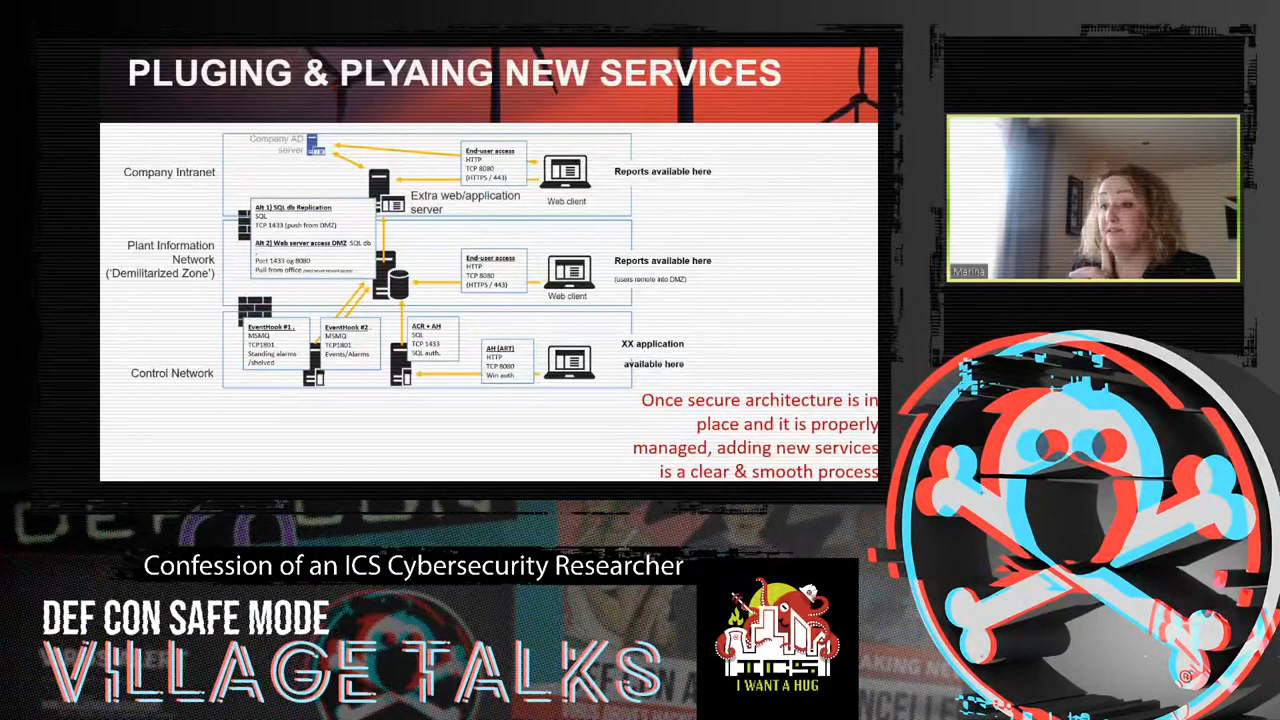 PLUGING & PLYAING NEW SERVICES
Company AD
server
End-user access
HTTP
TCP 8080
(HTTPS / 443)
Company Intranet
Reports available here
Web client
Extra web/application
server
Alt 1) SQL db Replication
SQL
TCP 1433 (push from DMZ)
Alt 2) Web server access DMZ SQL db
Port 1433 og 8080
Pull from office
Plant Information
Network
('Demilitarized Zone')
End-user access
HTTP
TCP 8080
(HTTPS / 443)
Web client
Reports available here
(users remote into DMZ)
EventHook #1 .
MSMQ
TCP1801
Standing alarms
/shelved
EventHook #2 .
MSMQ
TCP1801
Events/Alarms
ACR + AH
SQL
TCP 1433
SQL auth.
AH (ART)
HTTP
TCP 8080
Win auth
XX application
available here
Control Network
Once secure architecture is in
place and it is properly
managed, adding new services
is a clear & smooth process
Marina
Confession of an ICS Cybersecurity Researcher
DEF CON SAFE MODE
VILLAGE TALKS
ICS
I WANT A HUG
®